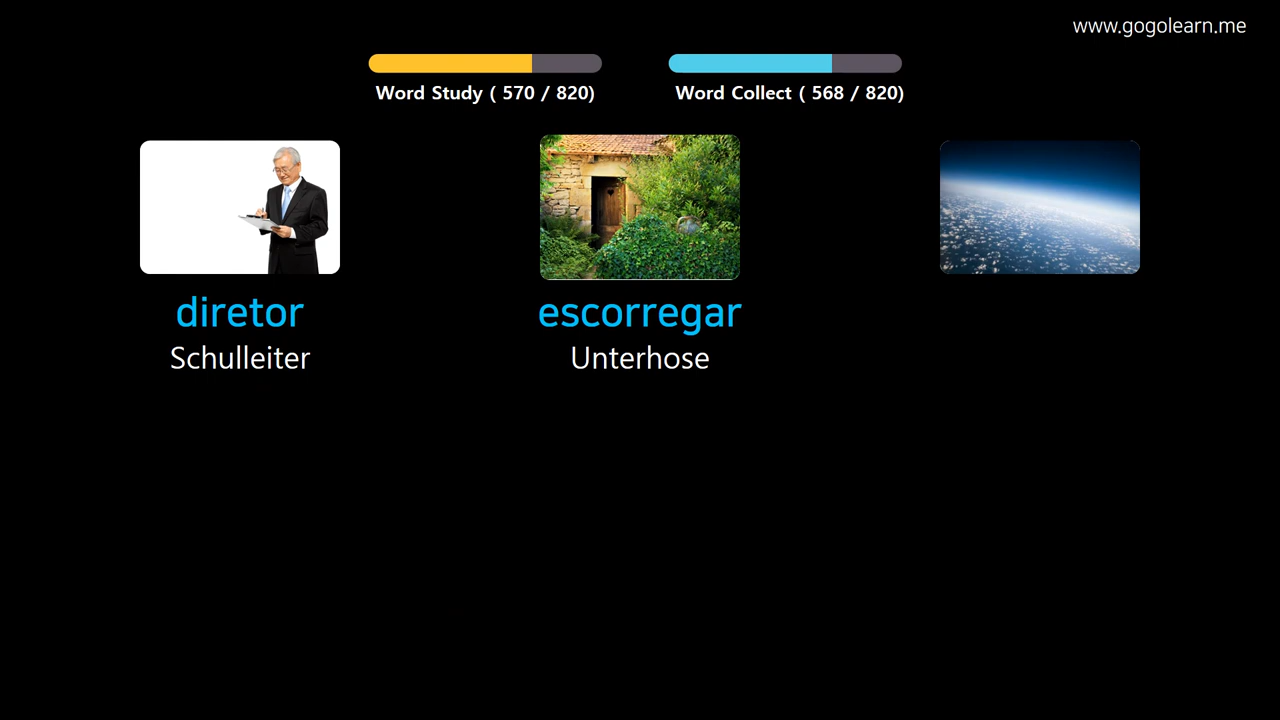 www.gogolearn.me
Word Study ( 570 / 820)
Word Collect ( 568 / 820)
diretor
escorregar
Schulleiter
Unterhose